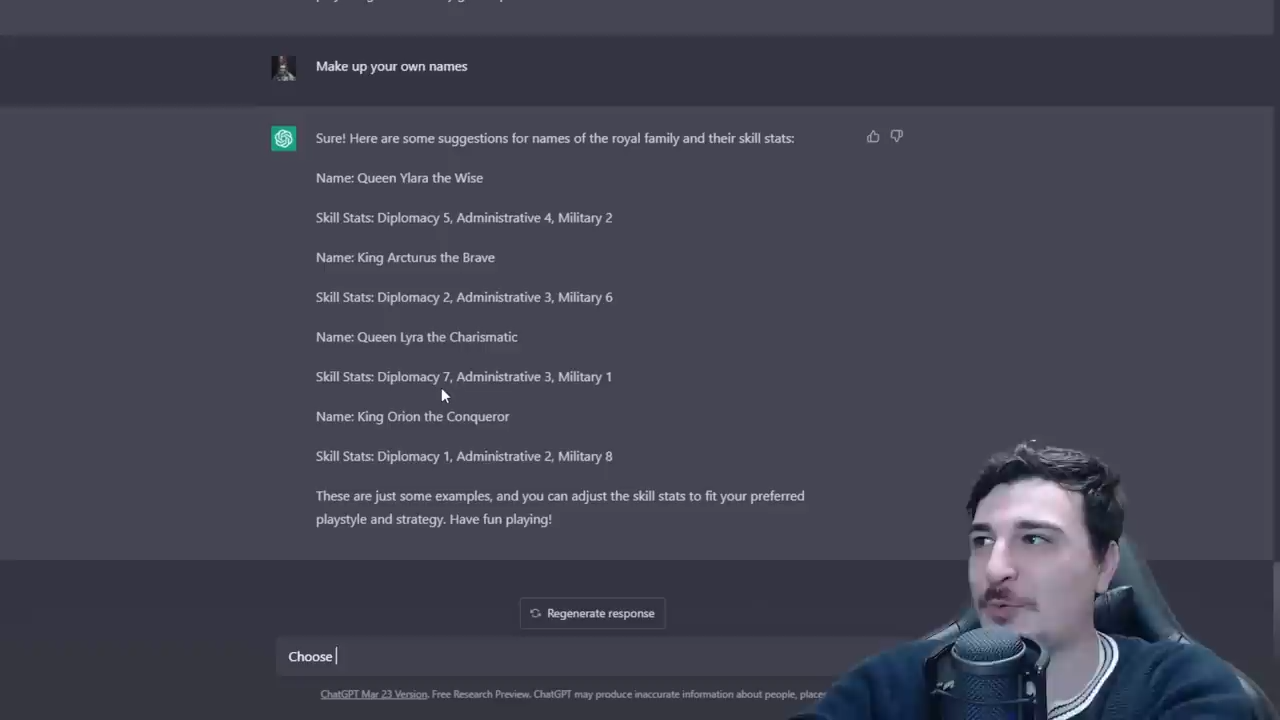 Make up your own names
Sure! Here are some suggestions for names of the royal family and their skill stats:
Name: Queen Ylara the Wise
Skill Stats: Diplomacy 5, Administrative 4, Military 2
Name: King Arcturus the Brave
Skill Stats: Diplomacy 2, Administrative 3, Military 6
Name: Queen Lyra the Charismatic
Skill Stats: Diplomacy 7, Administrative 3, Military 1
Name: King Orion the Conqueror
Skill Stats: Diplomacy 1, Administrative 2, Military 8
These are just some examples, and you can adjust the skill stats to fit your preferred
playstyle and strategy. Have fun playing!
Regenerate response
Choose
ChatGPT Mar 23 Version. Free Research Preview. ChatGPT may produce inaccurate information about people,